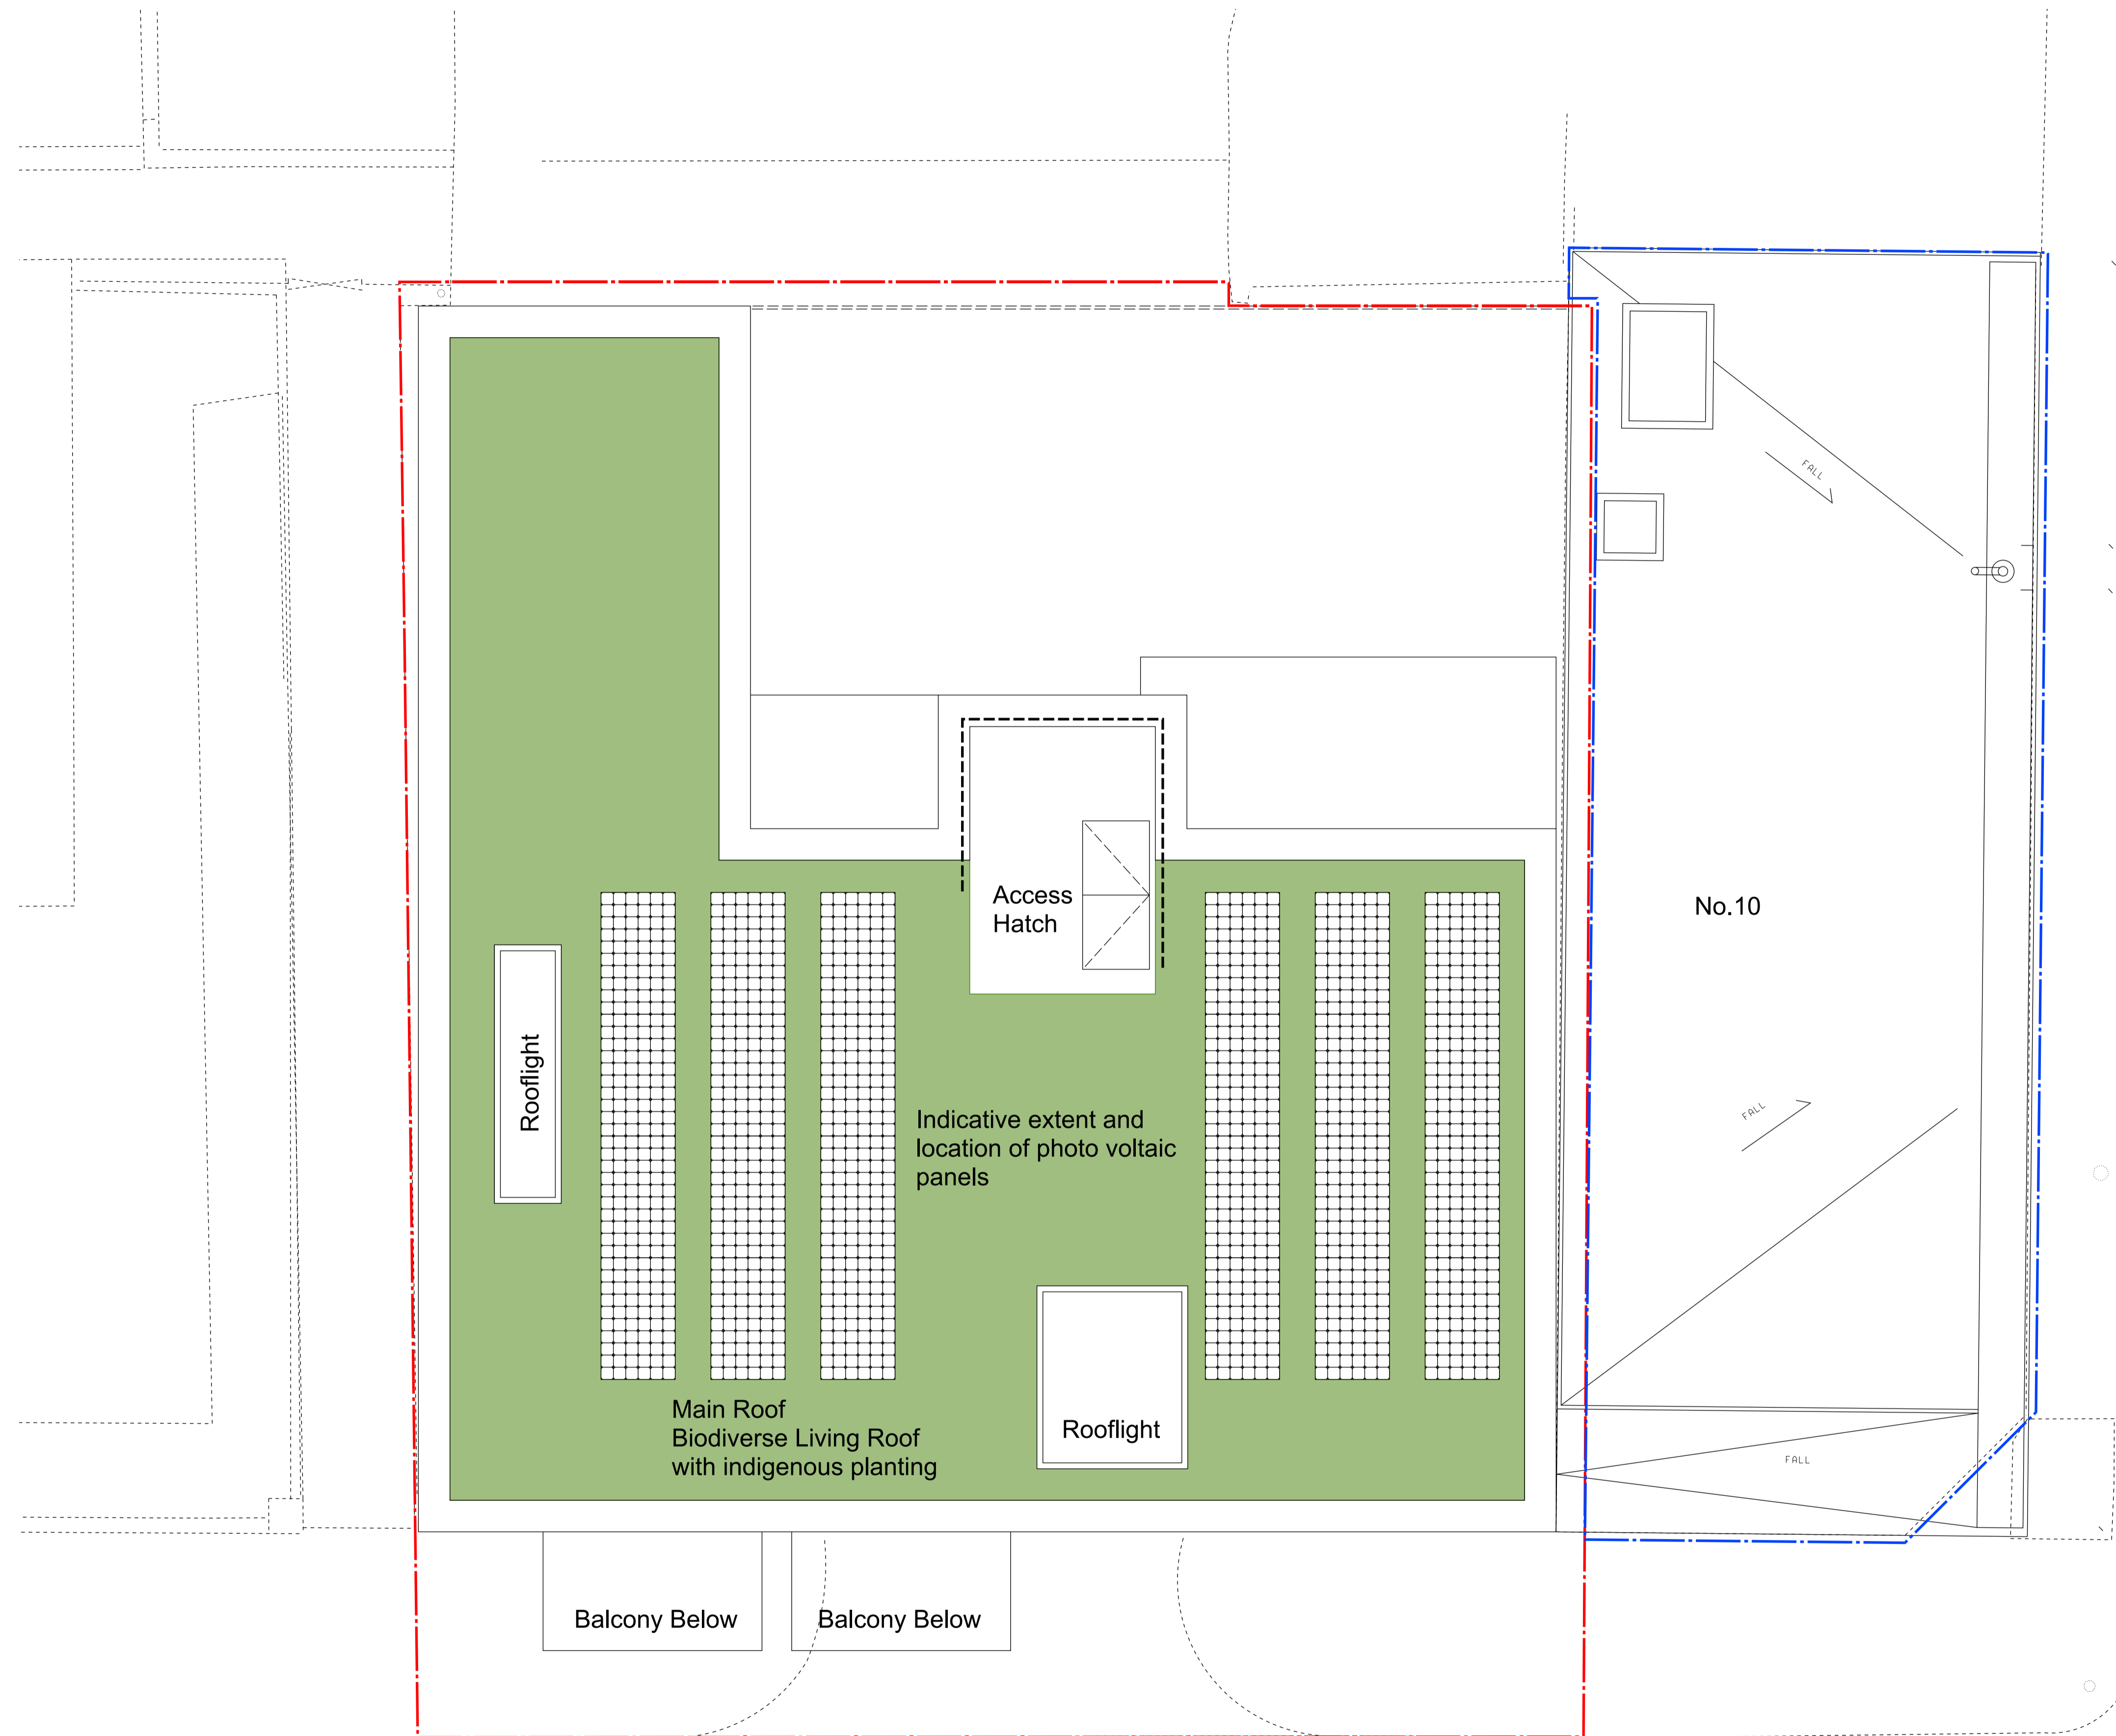 FALL
Access
Hatch
No.10
Rooflight
Indicative extent and
location of photo voltaic
panels
FALL
Main Roof
Biodiverse Living Roof
with indigenous planting
Rooflight
FALL
Balcony Below
Balcony Below